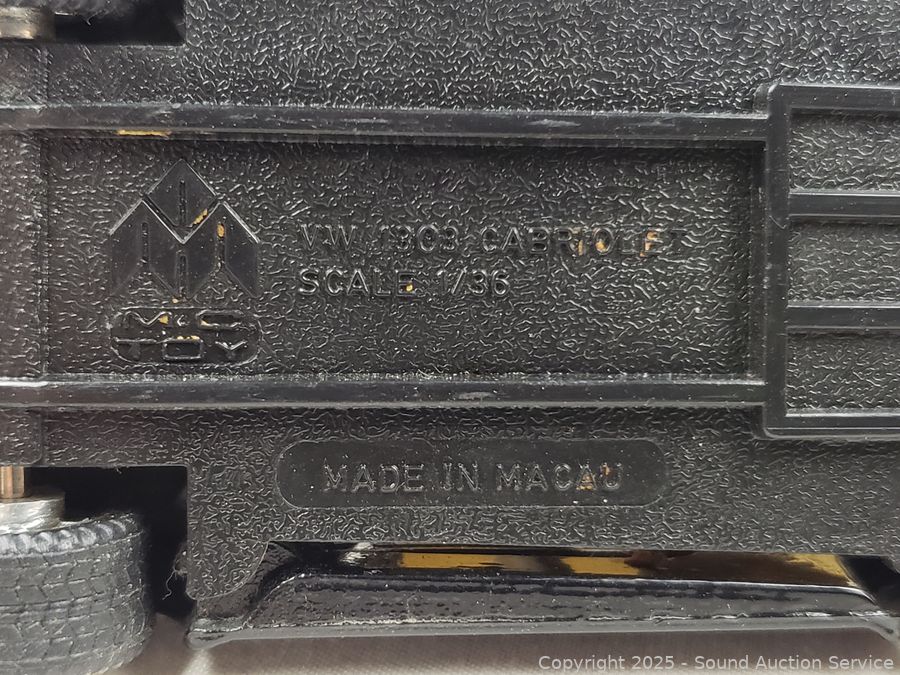 VW 1303 CABRIOLET
SCALE 1/36
M.C
TOY
MADE IN MACAU
Copyright 2025 - Sound Auction Service